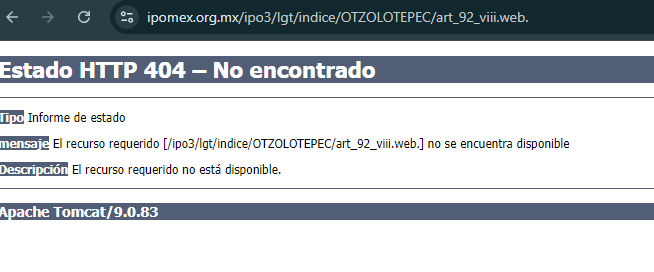 ipomex.org.mx/ipo3/lgt/indice/OTZOLOTEPEC/art_92_viii.web.
Estado HTTP 404 – No encontrado
Tipo Informe de estado
mensaje El recurso requerido [/ipo3/lgt/indice/OTZOLOTEPEC/art_92_viii.web.] no se encuentra disponible
Descripción El recurso requerido no está disponible.
Apache Tomcat/9.0.83